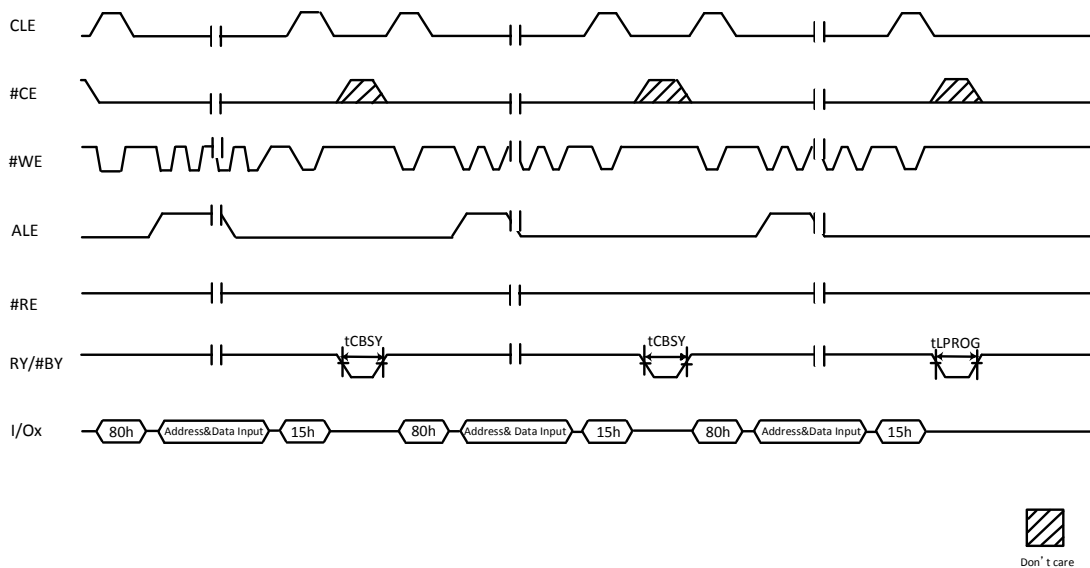 CLE
#CE
#WE
ALE
#RE
tCBSY tCBSY tLPROG
RY/#BY
I/Ox 80h Address&Data Input 15h 80h Address& Data Input 15h 80h Address&Data Input 15h
Don't care